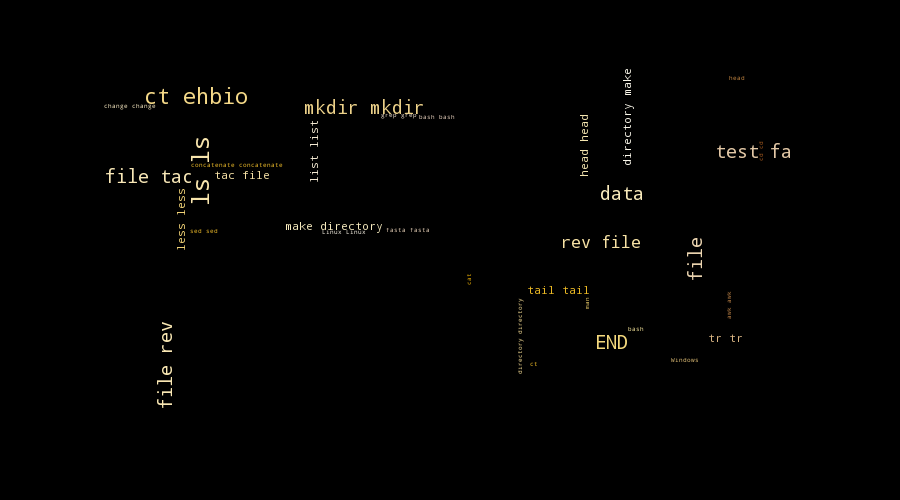 head
directory make
ct ehbio
change change
mkdir mkdir
grep grep
bash bash
list list
head head
ls ls
test fa
cd cd
concatenate concatenate
file tac
tac file
less less
data
sed sed
make directory
Linux Linux
fasta fasta
rev file
file
cat
tail tail
man
awk awk
directory directory
file rev
bash
END
tr tr
Windows
ct